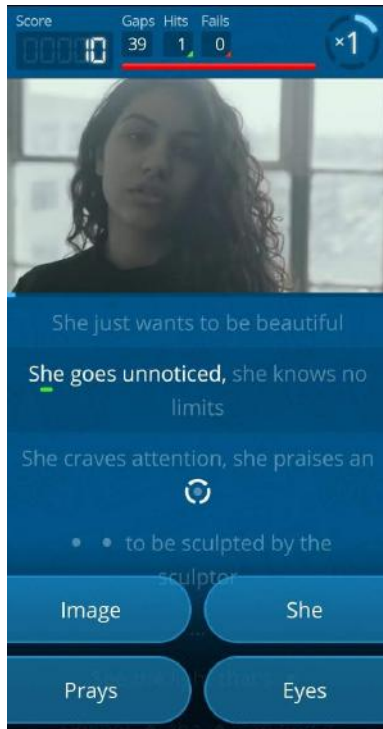 Score
Gaps
Hits
Fails
10
39
1
0
×1
She just wants to be beautiful
She goes unnoticed, she knows no
limits
She craves attention, she praises an
• • to be sculpted by the
sculptor
Image
She
...
Prays
Eyes